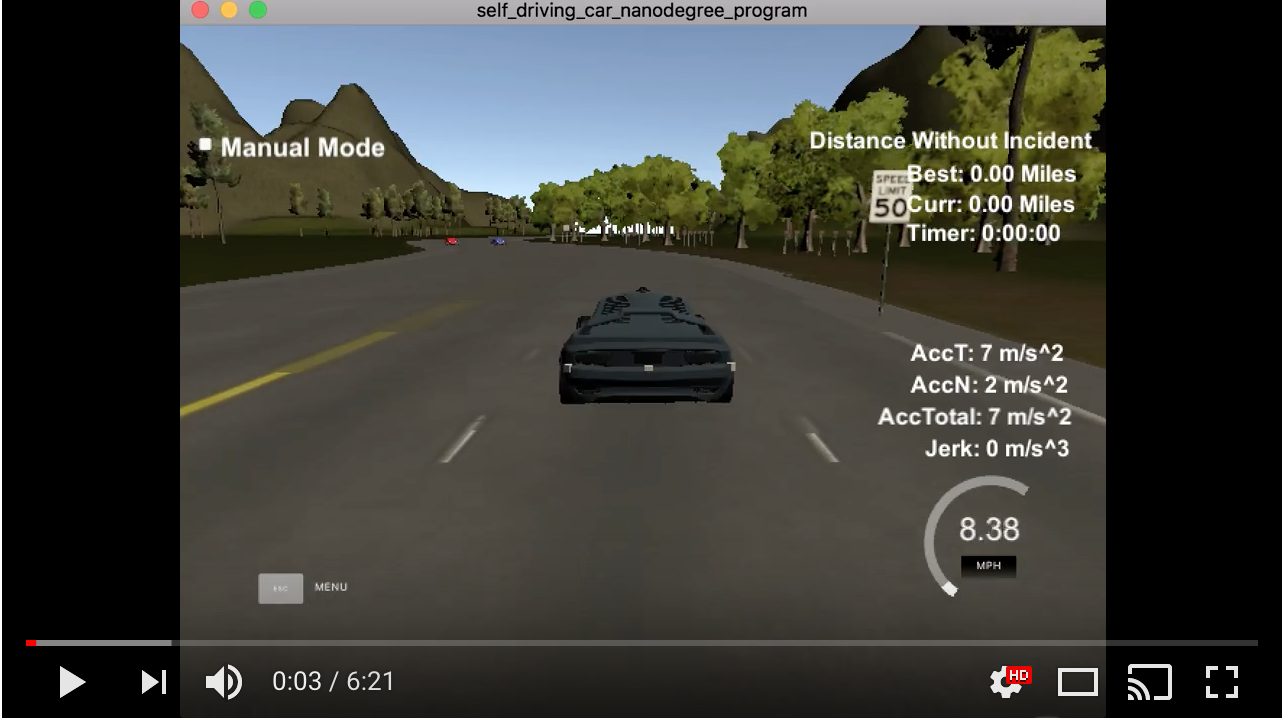 self_driving_car_nanodegree_program
Manual Mode
Distance Without Incident
Best: 0.00 Miles
Curr: 0.00 Miles
Timer: 0:00:00
SPEED
LIMIT
50
AccT: 7 m/s^2
AccN: 2 m/s^2
AccTotal: 7 m/s^2
Jerk: 0 m/s^3
8.38
MPH
ESC
MENU
0:03 / 6:21
HD